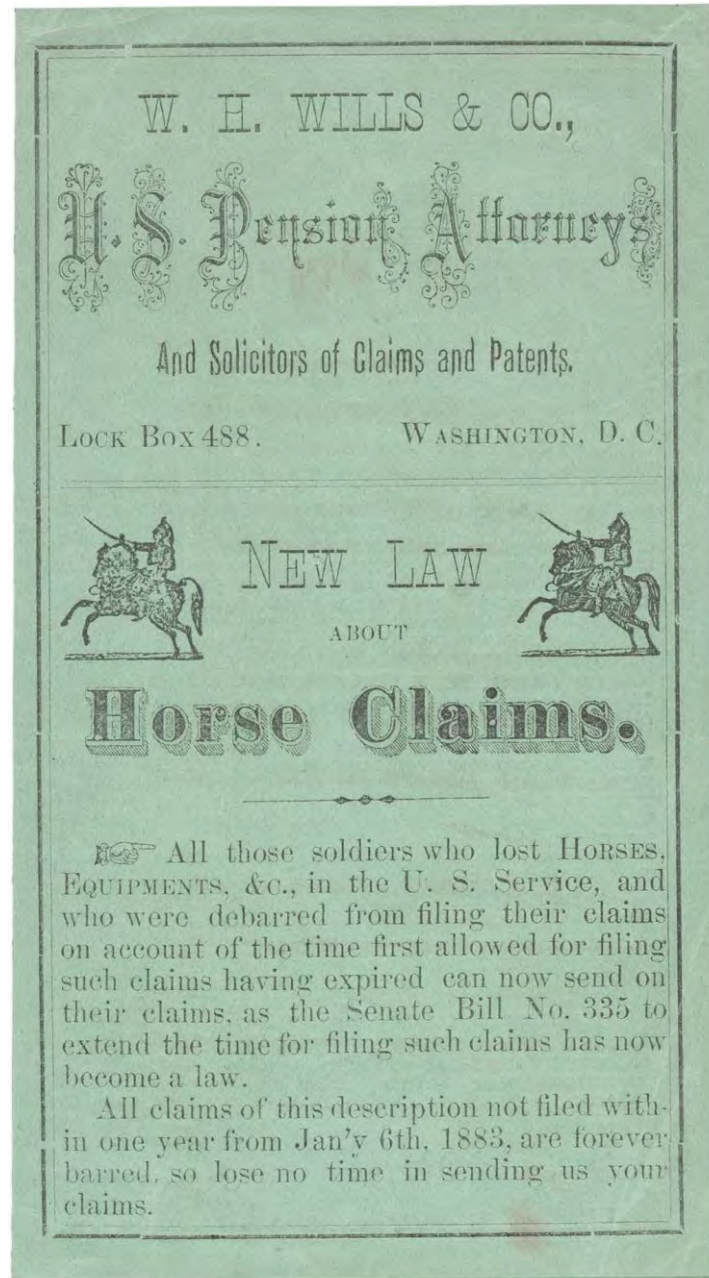 W. H. WILLS & CO.,
U.S. Pension Attorneys
And Solicitors of Claims and Patents.
LOCK BOX 488. WASHINGTON, D. C.
NEW LAW
ABOUT
Horse Claims.
☞ All those soldiers who lost HORSES,
EQUIPMENTS, &C., in the U. S. Service, and
who were debarred from filing their claims
on account of the time first allowed for filing
such claims having expired can now send on
their claims, as the Senate Bill No. 335 to
extend the time for filing such claims has now
become a law.
All claims of this description not filed with-
in one year from Jan'y 6th, 1883, are forever
barred, so lose no time in sending us your
claims.